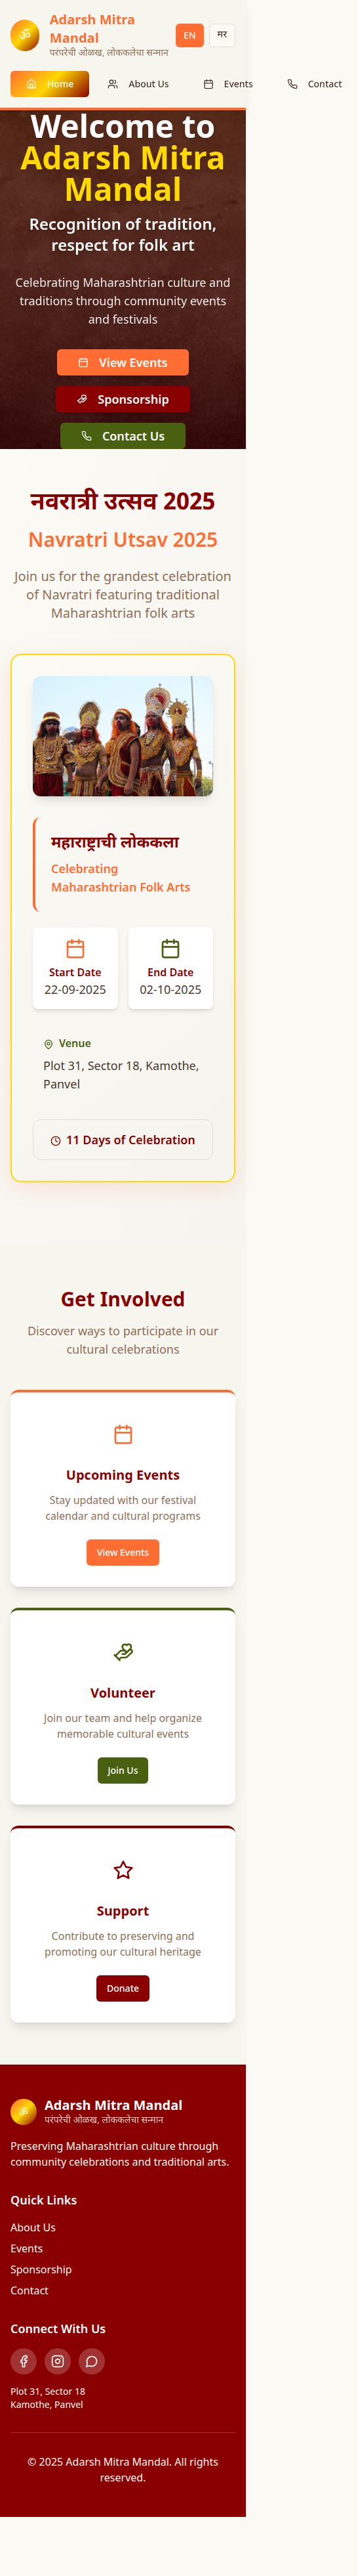 ॐ
Adarsh Mitra
Mandal
परंपरेची ओळख, लोककलेचा सन्मान
EN
मर
Home
About Us
Events
Contact
Welcome to
Adarsh Mitra
Mandal
Recognition of tradition,
respect for folk art
Celebrating Maharashtrian culture and
traditions through community events
and festivals
View Events
Sponsorship
Contact Us
नवरात्री उत्सव 2025
Navratri Utsav 2025
Join us for the grandest celebration
of Navratri featuring traditional
Maharashtrian folk arts
महाराष्ट्राची लोककला
Celebrating
Maharashtrian Folk Arts
Start Date
22-09-2025
End Date
02-10-2025
Venue
Plot 31, Sector 18, Kamothe,
Panvel
11 Days of Celebration
Get Involved
Discover ways to participate in our
cultural celebrations
Upcoming Events
Stay updated with our festival
calendar and cultural programs
View Events
Volunteer
Join our team and help organize
memorable cultural events
Join Us
Support
Contribute to preserving and
promoting our cultural heritage
Donate
ॐ
Adarsh Mitra Mandal
परंपरेची ओळख, लोककलेचा सन्मान
Preserving Maharashtrian culture through
community celebrations and traditional arts.
Quick Links
About Us
Events
Sponsorship
Contact
Connect With Us
Plot 31, Sector 18
Kamothe, Panvel
© 2025 Adarsh Mitra Mandal. All rights
reserved.